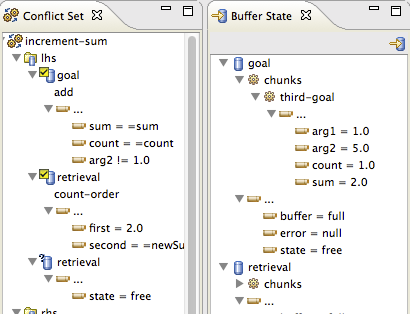 Conflict Set
increment-sum
lhs
goal
add
...
sum = =sum
count = =count
arg2 != 1.0
retrieval
count-order
...
first = 2.0
second = =newSu
retrieval
...
state = free
rhs
Buffer State
goal
chunks
third-goal
...
arg1 = 1.0
arg2 = 5.0
count = 1.0
sum = 2.0
...
buffer = full
error = null
state = free
retrieval
chunks
...